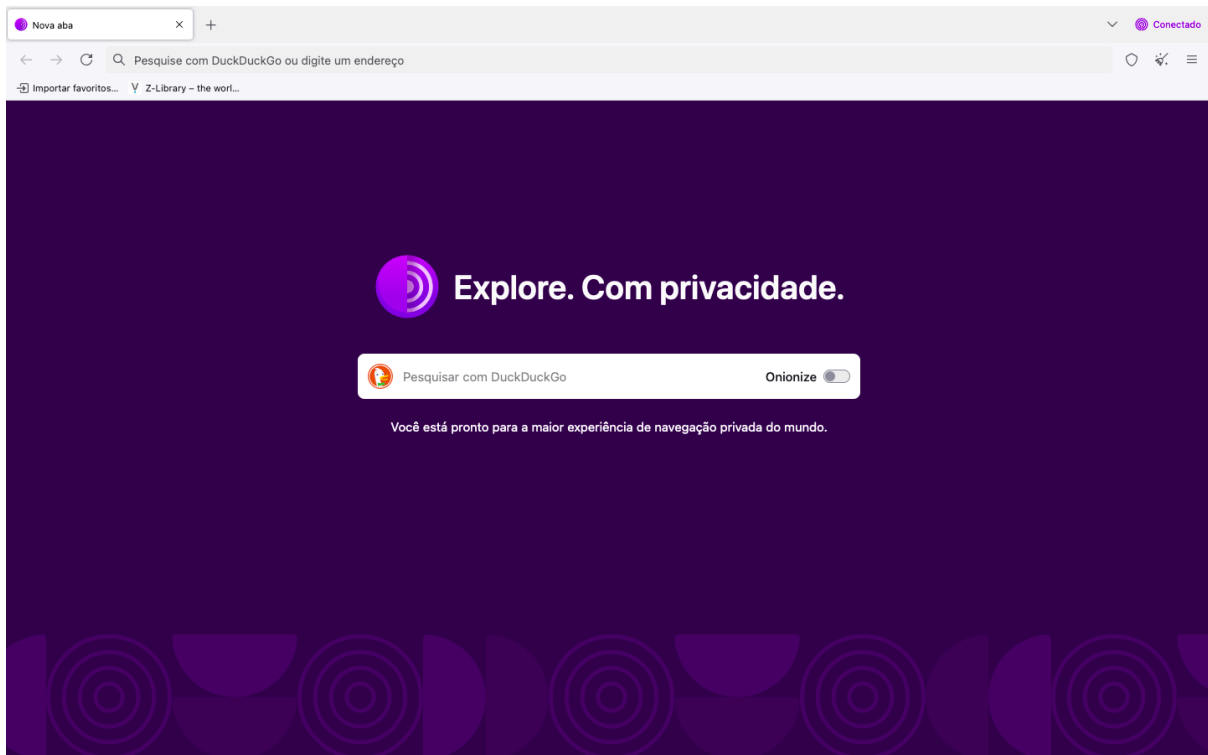 Nova aba
Conectado
Pesquise com DuckDuckGo ou digite um endereço
Importar favoritos...
Z-Library – the worl...
Explore. Com privacidade.
Pesquisar com DuckDuckGo
Onionize
Você está pronto para a maior experiência de navegação privada do mundo.